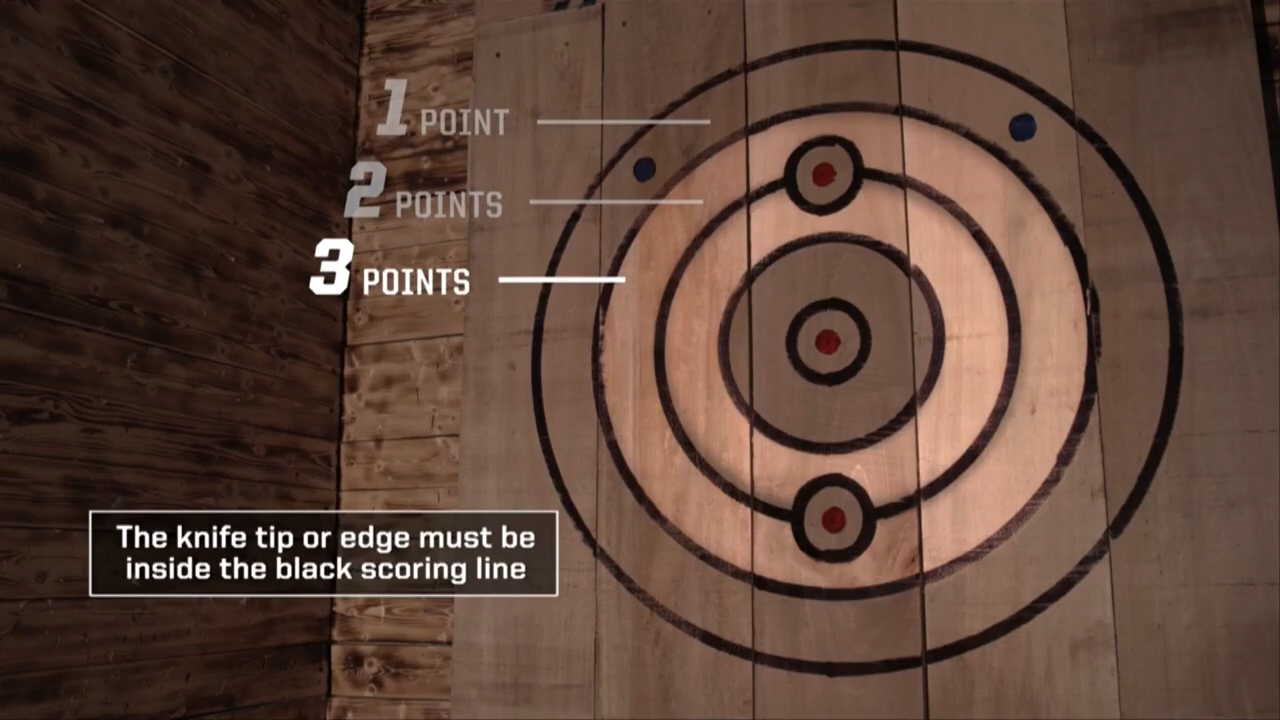 1 POINT
2 POINTS
3 POINTS
The knife tip or edge must be
inside the black scoring line